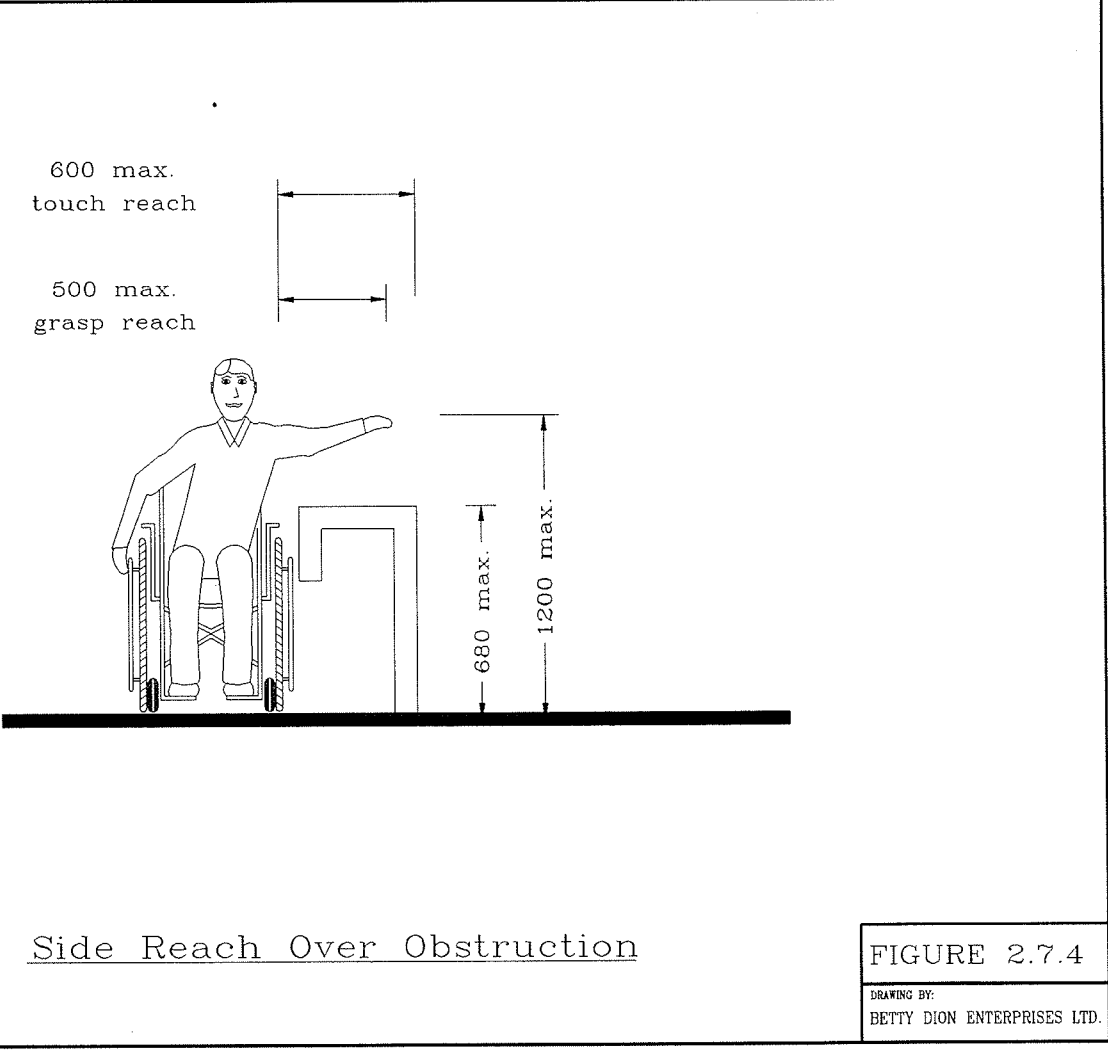 600 max.
touch reach
500 max.
grasp reach
680 max.
1200 max.
Side Reach Over Obstruction
FIGURE 2.7.4
DRAWING BY:
BETTY DION ENTERPRISES LTD.